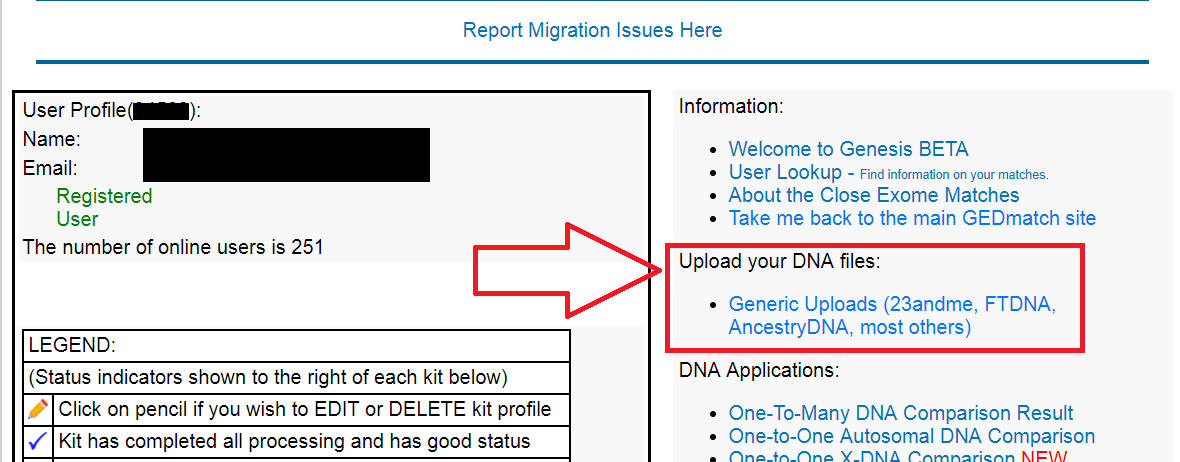 Report Migration Issues Here
User Profile(
):
Name:
Email:
Registered
User
The number of online users is 251
LEGEND:
(Status indicators shown to the right of each kit below)
Click on pencil if you wish to EDIT or DELETE kit profile
Kit has completed all processing and has good status
Information:
Welcome to Genesis BETA
User Lookup - Find information on your matches.
About the Close Exome Matches
Take me back to the main GEDmatch site
Upload your DNA files:
Generic Uploads (23andme, FTDNA,
AncestryDNA, most others)
DNA Applications:
One-To-Many DNA Comparison Result
One-to-One Autosomal DNA Comparison
One-to-One X-DNA Comparison NEW